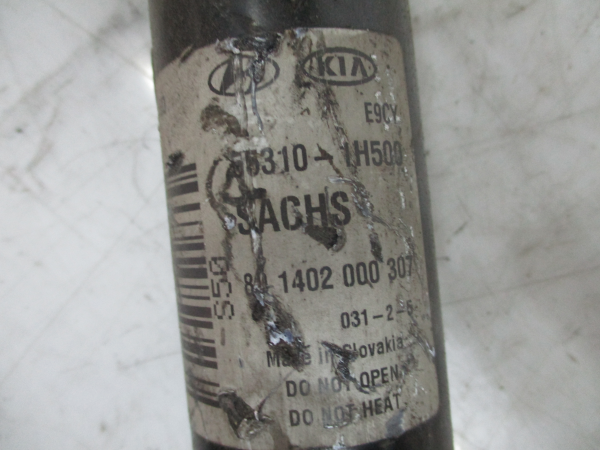 KIA
E9CY
55310-1H500
SACHS
1402 000 307
031-2-5
Made in Slovakia
DO NOT OPEN
DO NOT HEAT
S50